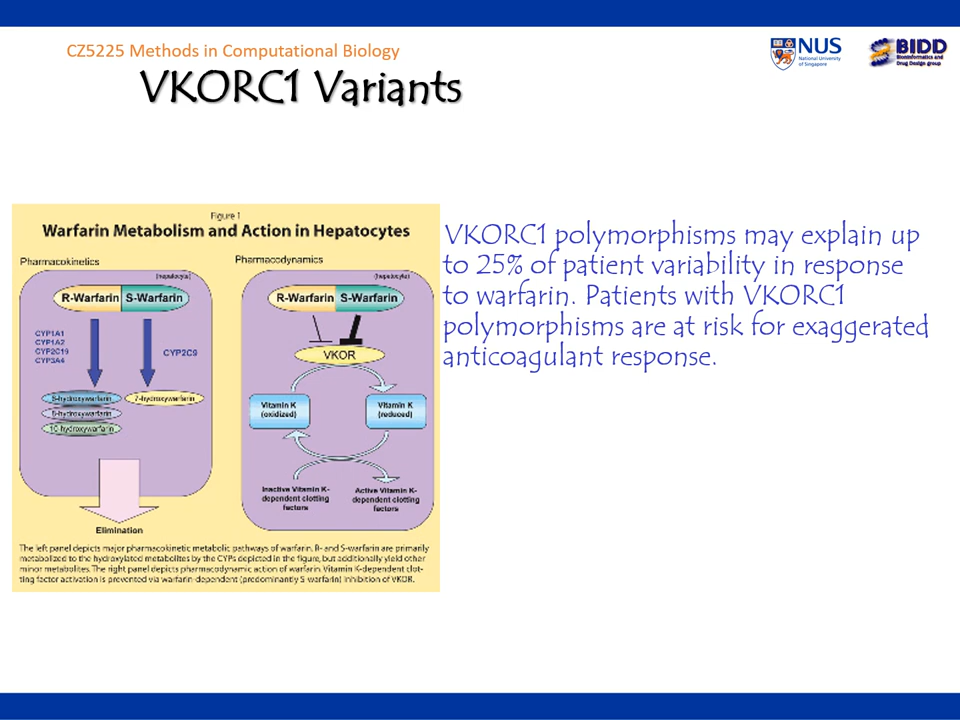 CZ5225 Methods in Computational Biology
VKORC1 Variants
NUS
National University
of Singapore
BIDD
Bioinformatics and
Drug Design group
Figure 1
Warfarin Metabolism and Action in Hepatocytes
Pharmacokinetics
(hepatocyte)
R-Warfarin S-Warfarin
CYP1A1
CYP1A2
CYP2C19
CYP3A4
CYP2C9
8-hydroxywarfarin
6-hydroxywarfarin
10-hydroxywarfarin
7-hydroxywarfarin
Elimination
Pharmacodynamics
(hepatocyte)
R-Warfarin S-Warfarin
VKOR
Vitamin K
(oxidized)
Vitamin K
(reduced)
Inactive Vitamin K-
dependent clotting
factors
Active Vitamin K-
dependent clotting
factors
The left panel depicts major pharmacokinetic metabolic pathways of warfarin. R- and S-warfarin are primarily
metabolized to the hydroxylated metabolites by the CYPs depicted in the figure, but additionally yield other
minor metabolites. The right panel depicts pharmacodynamic action of warfarin. Vitamin K-dependent clot-
ting factor activation is prevented via warfarin-dependent (predominantly S-warfarin) inhibition of VKOR.
VKORC1 polymorphisms may explain up
to 25% of patient variability in response
to warfarin. Patients with VKORC1
polymorphisms are at risk for exaggerated
anticoagulant response.